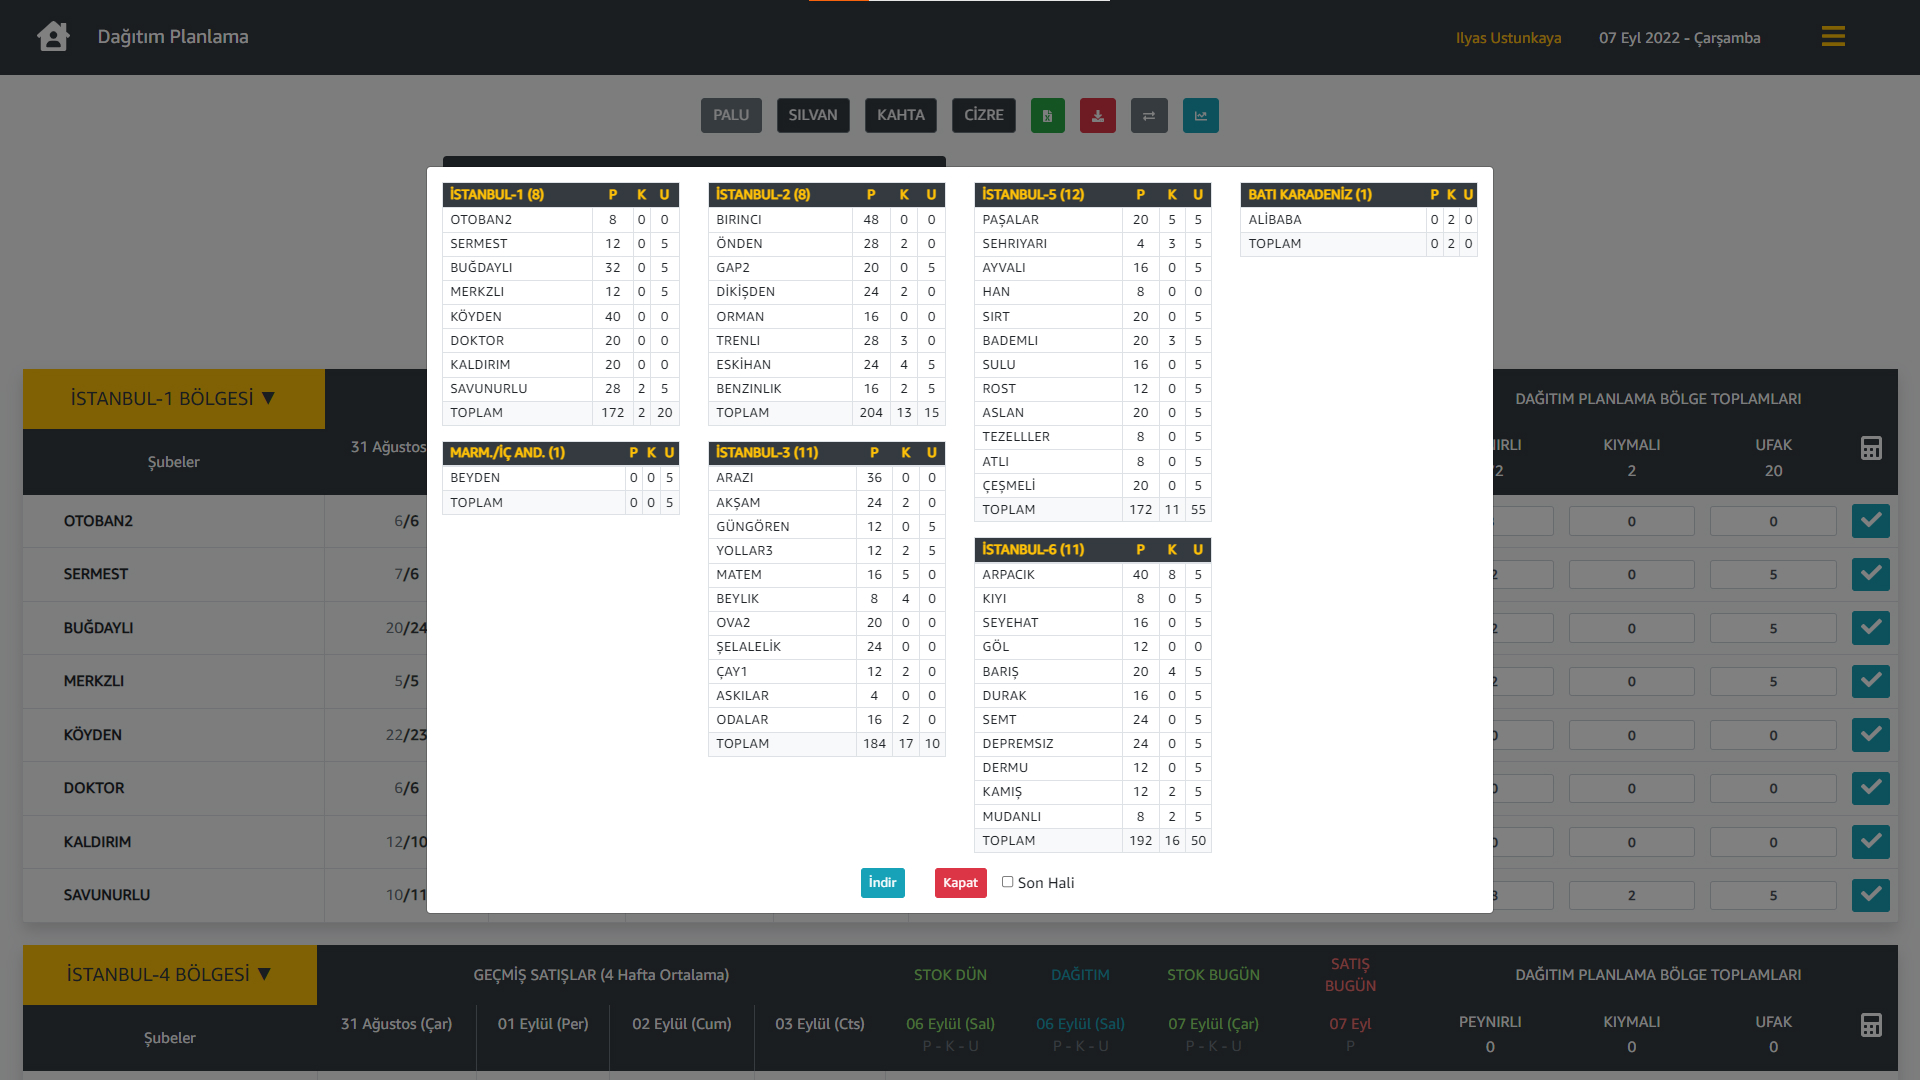 Dağıtım Planlama
Ilyas Ustunkaya
07 Eyl 2022 - Çarşamba
PALU SILVAN KAHTA CİZRE
İSTANBUL-1 (8) P K U
OTOBAN2 8 0 0
SERMEST 12 0 5
BUĞDAYLI 32 0 5
MERKZLI 12 0 5
KÖYDEN 40 0 0
DOKTOR 20 0 0
KALDIRIM 20 0 0
SAVUNURLU 28 2 5
TOPLAM 172 2 20
MARM./İÇ AND. (1) P K U
BEYDEN 0 0 5
TOPLAM 0 0 5
İSTANBUL-2 (8) P K U
BIRINCI 48 0 0
ÖNDEN 28 2 0
GAP2 20 0 5
DİKİŞDEN 24 2 0
ORMAN 16 0 0
TRENLI 28 3 0
ESKİHAN 24 4 5
BENZINLIK 16 2 5
TOPLAM 204 13 15
İSTANBUL-3 (11) P K U
ARAZI 36 0 0
AKŞAM 24 2 0
GÜNGÖREN 12 0 5
YOLLAR3 12 2 5
MATEM 16 5 0
BEYLIK 8 4 0
OVA2 20 0 0
ŞELALELİK 24 0 0
ÇAY1 12 2 0
ASKILAR 4 0 0
ODALAR 16 2 0
TOPLAM 184 17 10
İSTANBUL-5 (12) P K U
PAŞALAR 20 5 5
SEHRIYARI 4 3 5
AYVALI 16 0 5
HAN 8 0 0
SIRT 20 0 5
BADEMLI 20 3 5
SULU 16 0 5
ROST 12 0 5
ASLAN 20 0 5
TEZELLLER 8 0 5
ATLI 8 0 5
ÇEŞMELİ 20 0 5
TOPLAM 172 11 55
İSTANBUL-6 (11) P K U
ARPACIK 40 8 5
KIYI 8 0 5
SEYEHAT 16 0 5
GÖL 12 0 0
BARIŞ 20 4 5
DURAK 16 0 5
SEMT 24 0 5
DEPREMSIZ 24 0 5
DERMU 12 0 5
KAMIŞ 12 2 5
MUDANLI 8 2 5
TOPLAM 192 16 50
BATI KARADENİZ (1) P K U
ALİBABA 0 2 0
TOPLAM 0 2 0
İndir Kapat Son Hali
İSTANBUL-1 BÖLGESİ ▼
DAĞITIM PLANLAMA BÖLGE TOPLAMLARI
Şubeler 31 Ağustos
KIYMALI UFAK
2 20
OTOBAN2 6/6 0 0
SERMEST 7/6 0 5
BUĞDAYLI 20/24 0 5
MERKZLI 5/5 0 5
KÖYDEN 22/23 0 0
DOKTOR 6/6 0 0
KALDIRIM 12/10 0 0
SAVUNURLU 10/11 2 5
İSTANBUL-4 BÖLGESİ ▼
GEÇMİŞ SATIŞLAR (4 Hafta Ortalama)
STOK DÜN
DAĞITIM
STOK BUGÜN
SATIŞ
BUGÜN
DAĞITIM PLANLAMA BÖLGE TOPLAMLARI
Şubeler
31 Ağustos (Çar)
01 Eylül (Per)
02 Eylül (Cum)
03 Eylül (Cts)
06 Eylül (Sal)
P - K - U
06 Eylül (Sal)
P - K - U
07 Eylül (Çar)
P - K - U
07 Eyl
P
PEYNIRLI
0
KIYMALI
0
UFAK
0